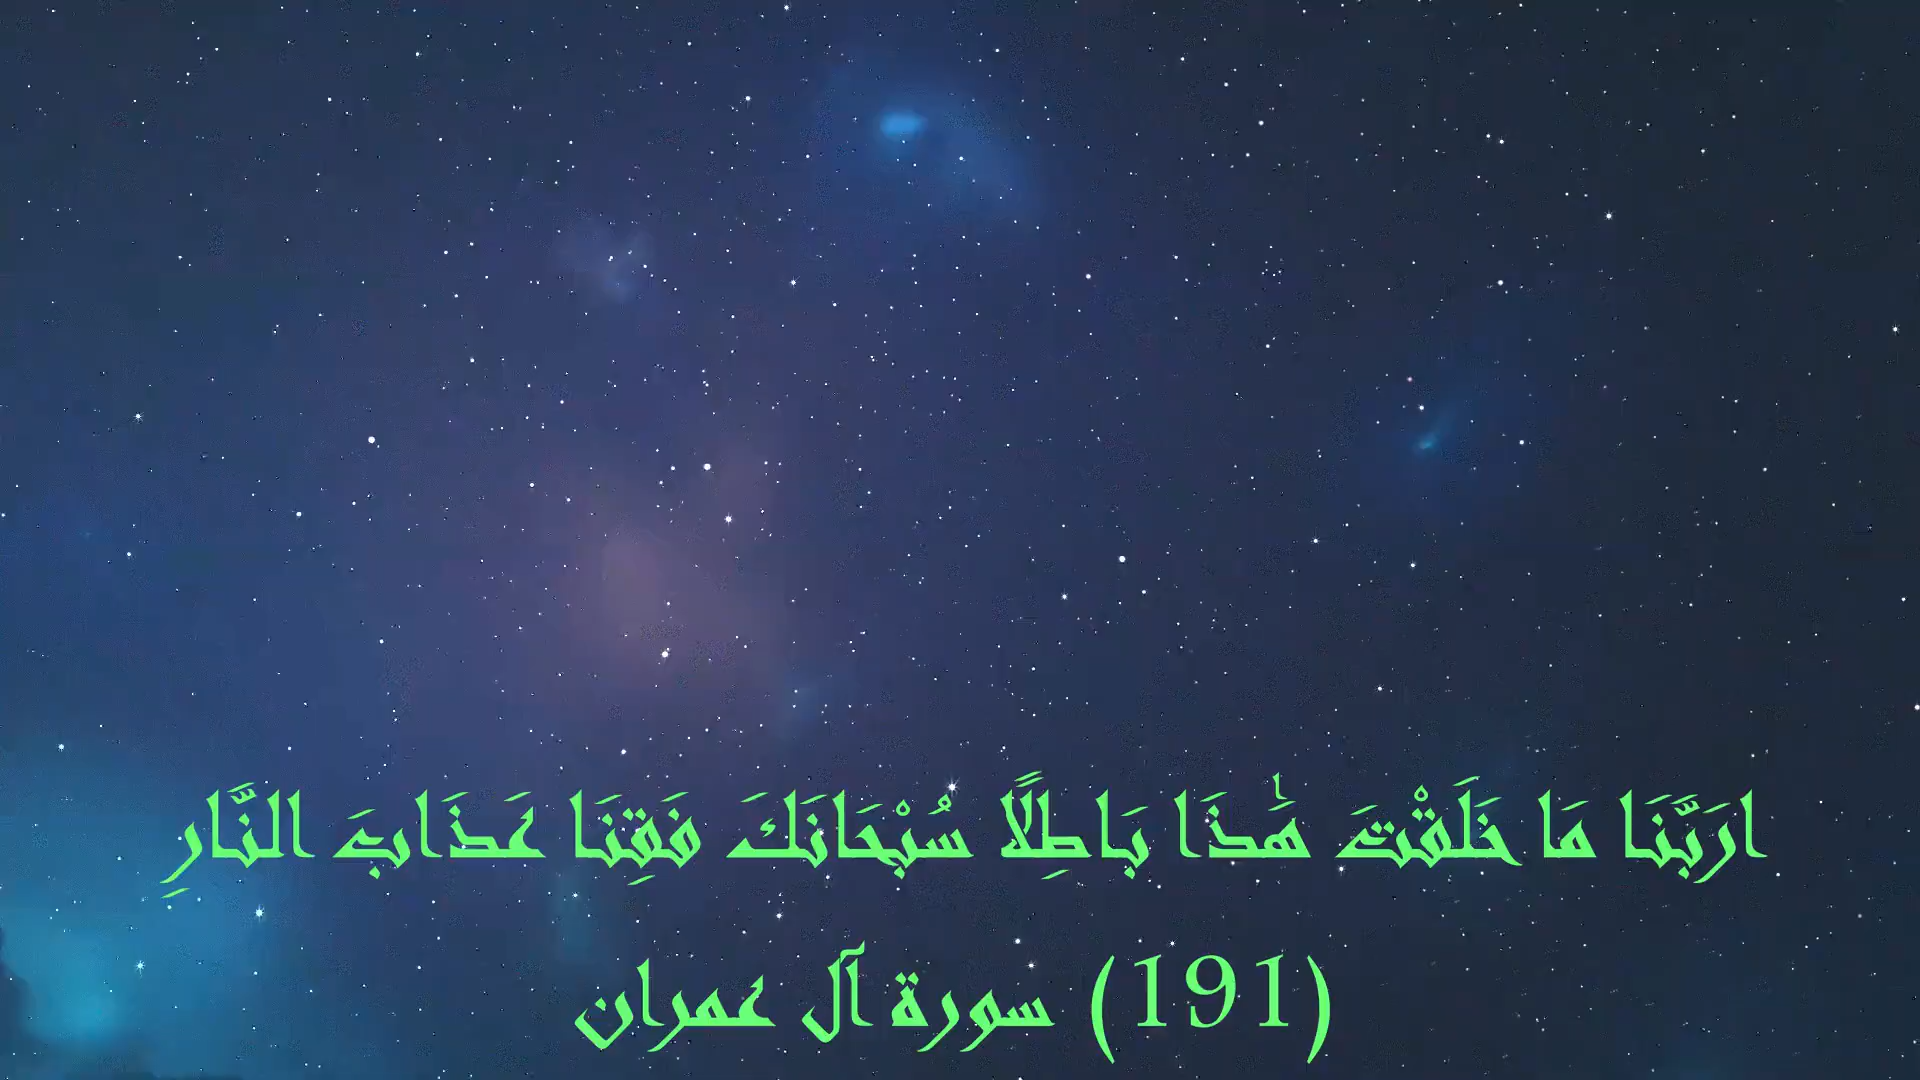 ارَبَّنَا مَا خَلَقْتَ هَٰذَا بَاطِلًا سُبْحَانَكَ فَقِنَا عَذَابَ النَّارِ
(191) سورة آل عمران